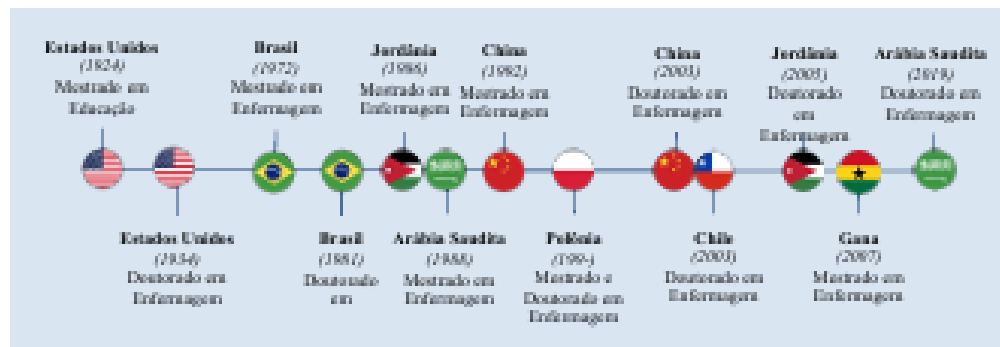 Estados Unidos
(1924)
Mestrado em
Educação
Brasil
(1972)
Mestrado em
Enfermagem
Jordânia
(1986)
Mestrado em
Enfermagem
China
(1992)
Mestrado em
Enfermagem
China
(2003)
Doutorado em
Enfermagem
Jordânia
(2005)
Doutorado
em
Enfermagem
Arábia Saudita
Doutorado em
Enfermagem
Estados Unidos
(1934)
Doutorado em
Enfermagem
Brasil
(1981)
Doutorado
em
Arábia Saudita
(1988)
Mestrado em
Enfermagem
Polônia
Mestrado e
Doutorado em
Enfermagem
Chile
(2003)
Doutorado em
Enfermagem
Gana
(2007)
Mestrado em
Enfermagem